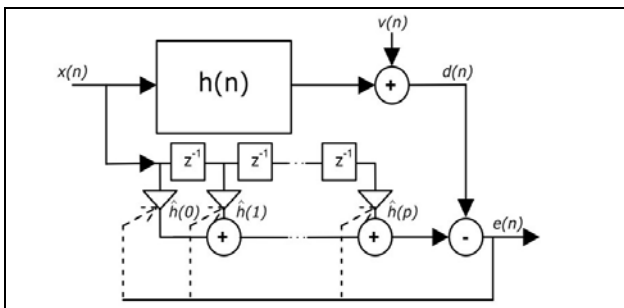 v(n)
x(n)
h(n)
+
d(n)
z⁻¹
z⁻¹
z⁻¹
ĥ(0)
ĥ(1)
ĥ(p)
+
+
-
e(n)